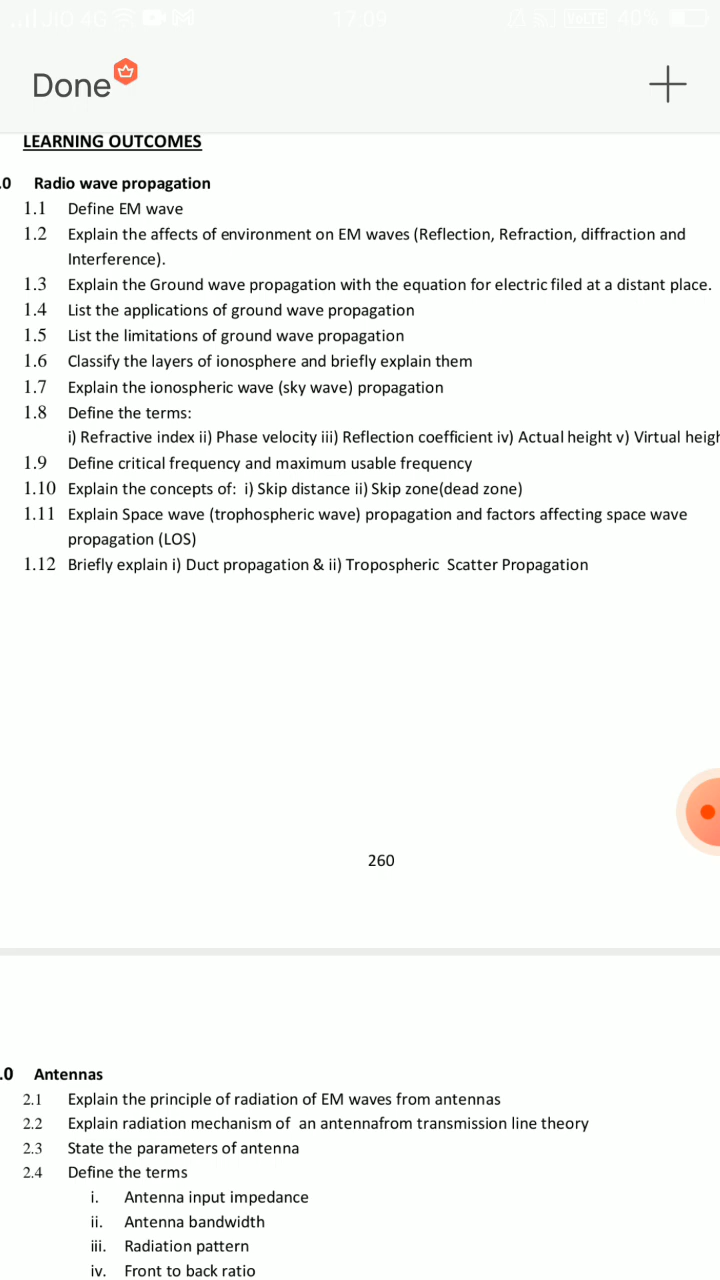 JIO 4G 17:09 VoLTE 40%
Done
LEARNING OUTCOMES
.0 Radio wave propagation
1.1 Define EM wave
1.2 Explain the affects of environment on EM waves (Reflection, Refraction, diffraction and
Interference).
1.3 Explain the Ground wave propagation with the equation for electric filed at a distant place.
1.4 List the applications of ground wave propagation
1.5 List the limitations of ground wave propagation
1.6 Classify the layers of ionosphere and briefly explain them
1.7 Explain the ionospheric wave (sky wave) propagation
1.8 Define the terms:
i) Refractive index ii) Phase velocity iii) Reflection coefficient iv) Actual height v) Virtual heigh
1.9 Define critical frequency and maximum usable frequency
1.10 Explain the concepts of: i) Skip distance ii) Skip zone(dead zone)
1.11 Explain Space wave (trophospheric wave) propagation and factors affecting space wave
propagation (LOS)
1.12 Briefly explain i) Duct propagation & ii) Tropospheric Scatter Propagation
260
.0 Antennas
2.1 Explain the principle of radiation of EM waves from antennas
2.2 Explain radiation mechanism of an antennafrom transmission line theory
2.3 State the parameters of antenna
2.4 Define the terms
i. Antenna input impedance
ii. Antenna bandwidth
iii. Radiation pattern
iv. Front to back ratio